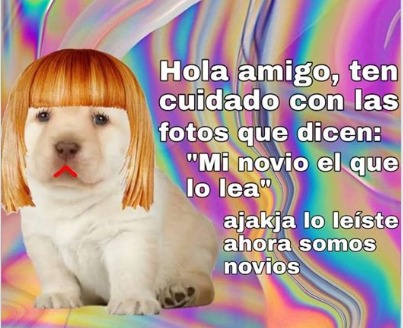 Hola amigo, ten
cuidado con las
fotos que dicen:
"Mi novio el que
lo lea"
ajakja lo leíste
ahora somos
novios